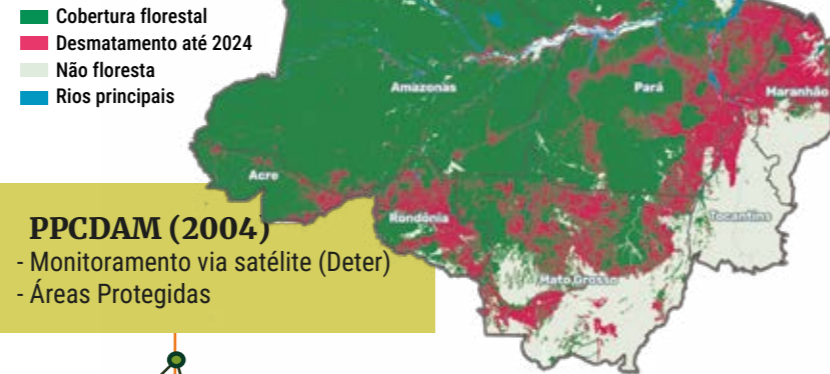 Cobertura florestal
Desmatamento até 2024
Não floresta
Rios principais
Amazonas
Pará
Maranhão
Acre
Rondônia
Tocantins
Mato Grosso
PPCDAM (2004)
- Monitoramento via satélite (Deter)
- Áreas Protegidas